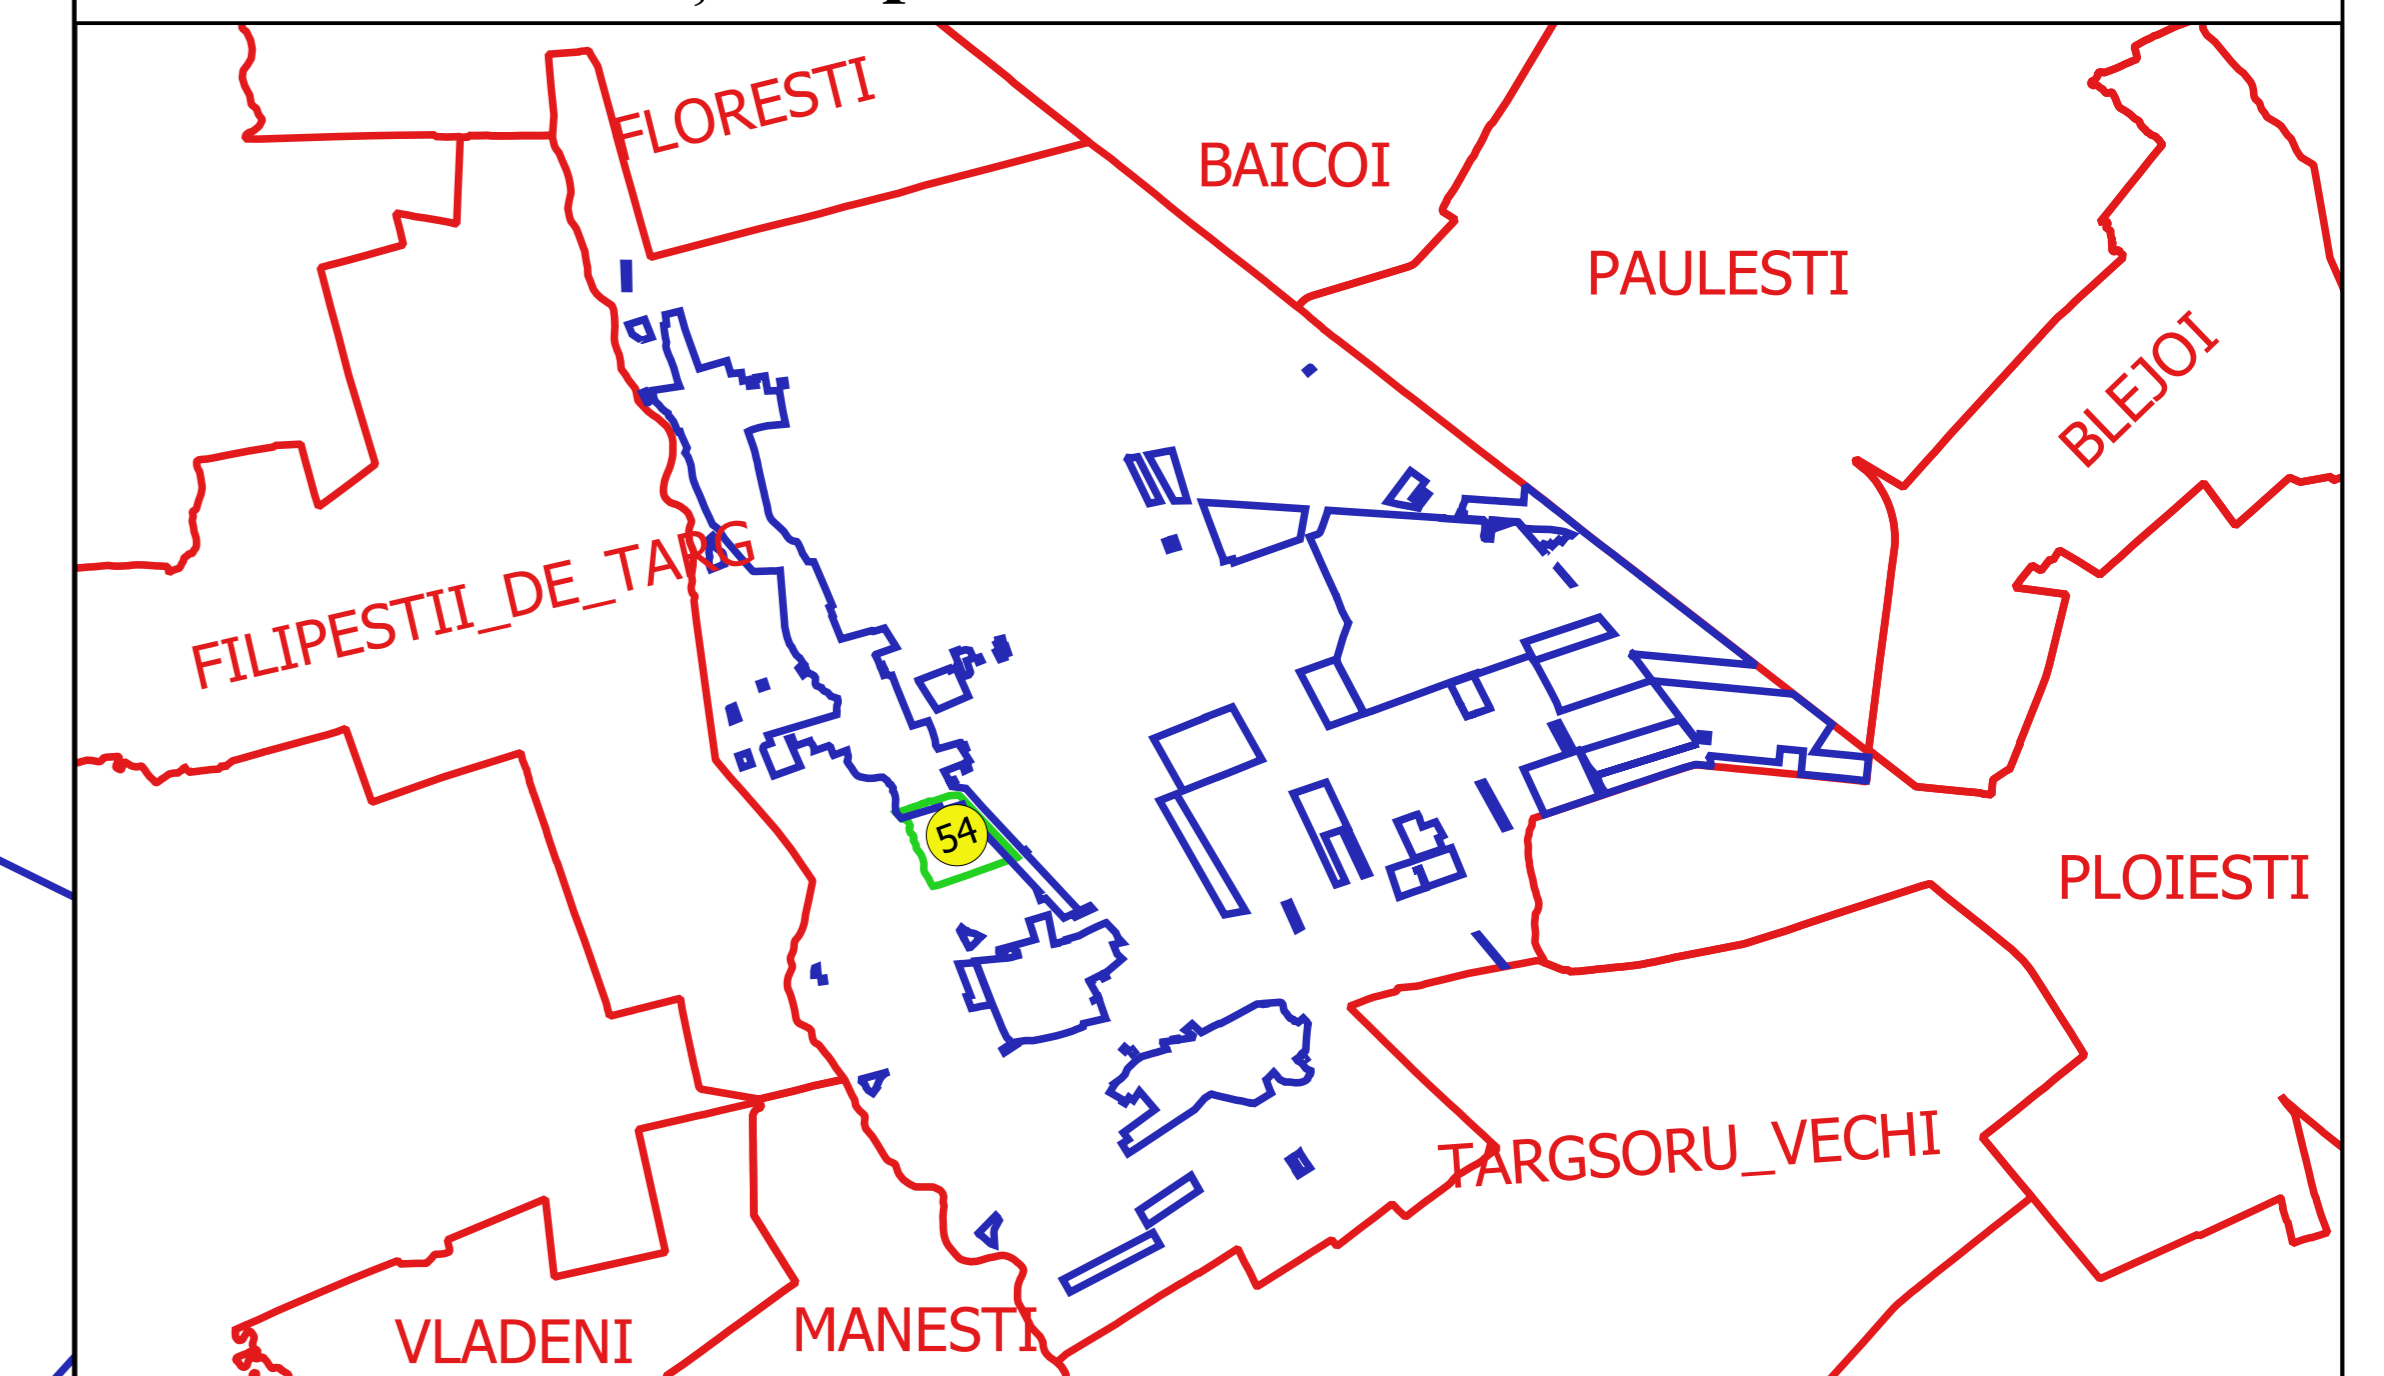 FLORESTI
BAICOI
PAULESTI
BLEJOI
FILIPESTII_DE_TARG
54
PLOIESTI
TARGSORU_VECHI
MANESTI
VLADENI